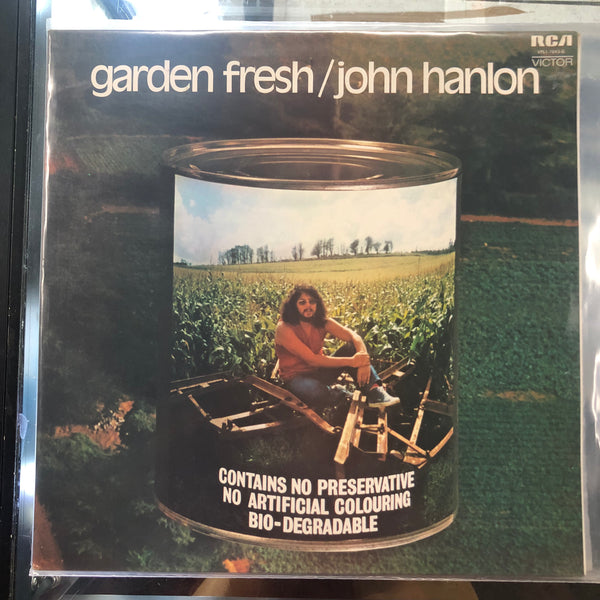 RCA
VICTOR
garden fresh/john hanlon
CONTAINS NO PRESERVATIVE
NO ARTIFICIAL COLOURING
BIO-DEGRADABLE